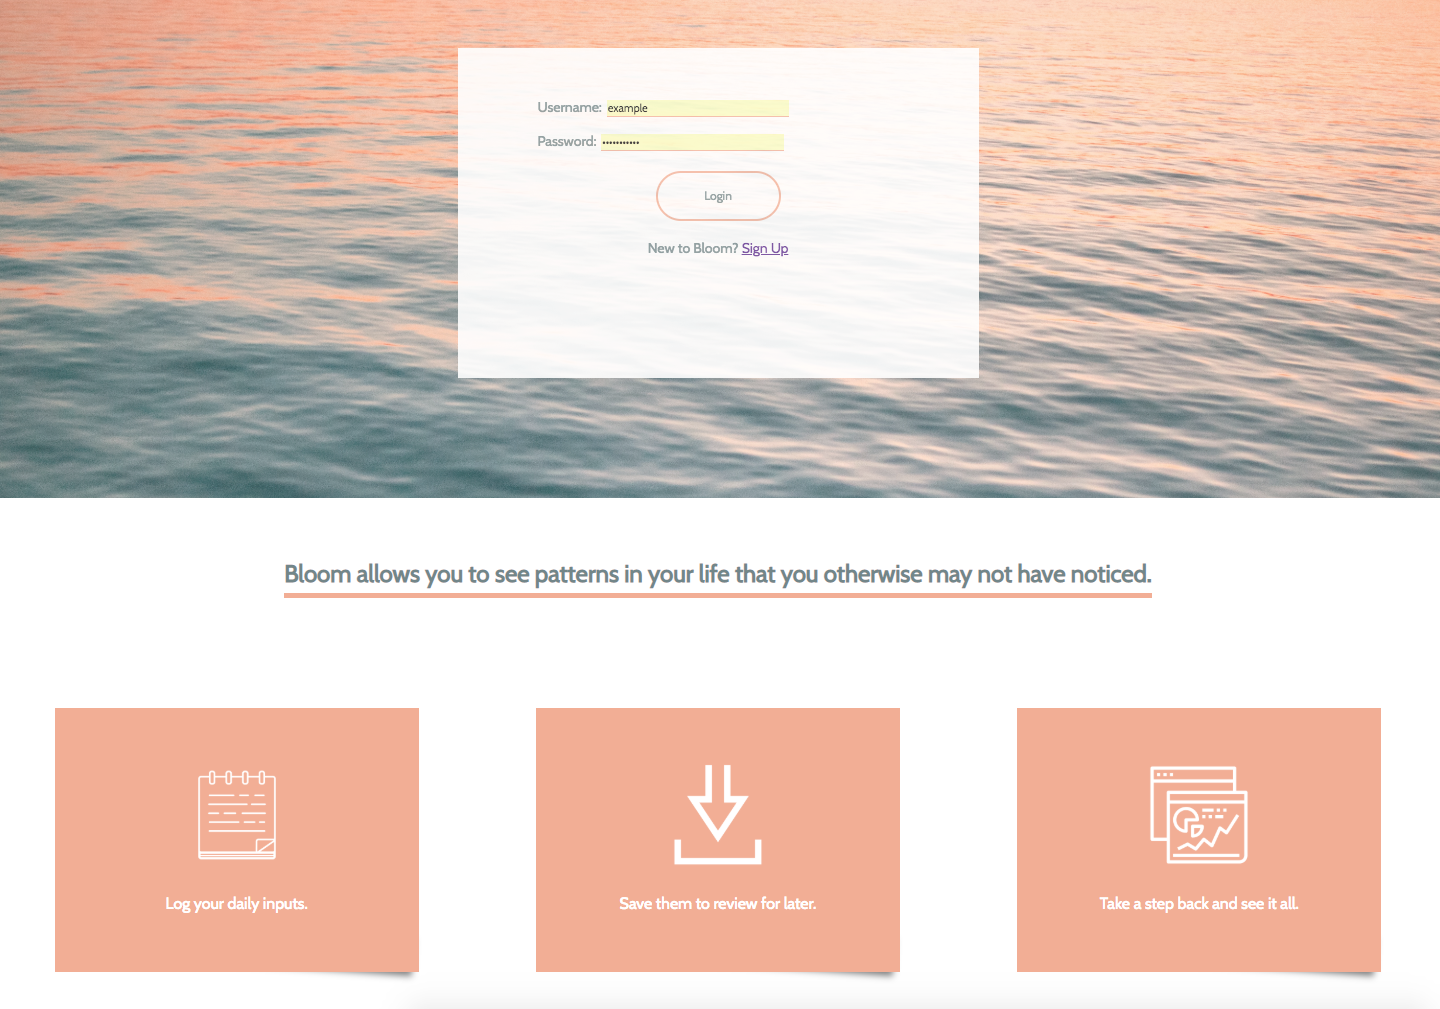 Username: example
Password: •••••••••••
Login
New to Bloom? Sign Up
Bloom allows you to see patterns in your life that you otherwise may not have noticed.
Log your daily inputs.
Save them to review for later.
Take a step back and see it all.